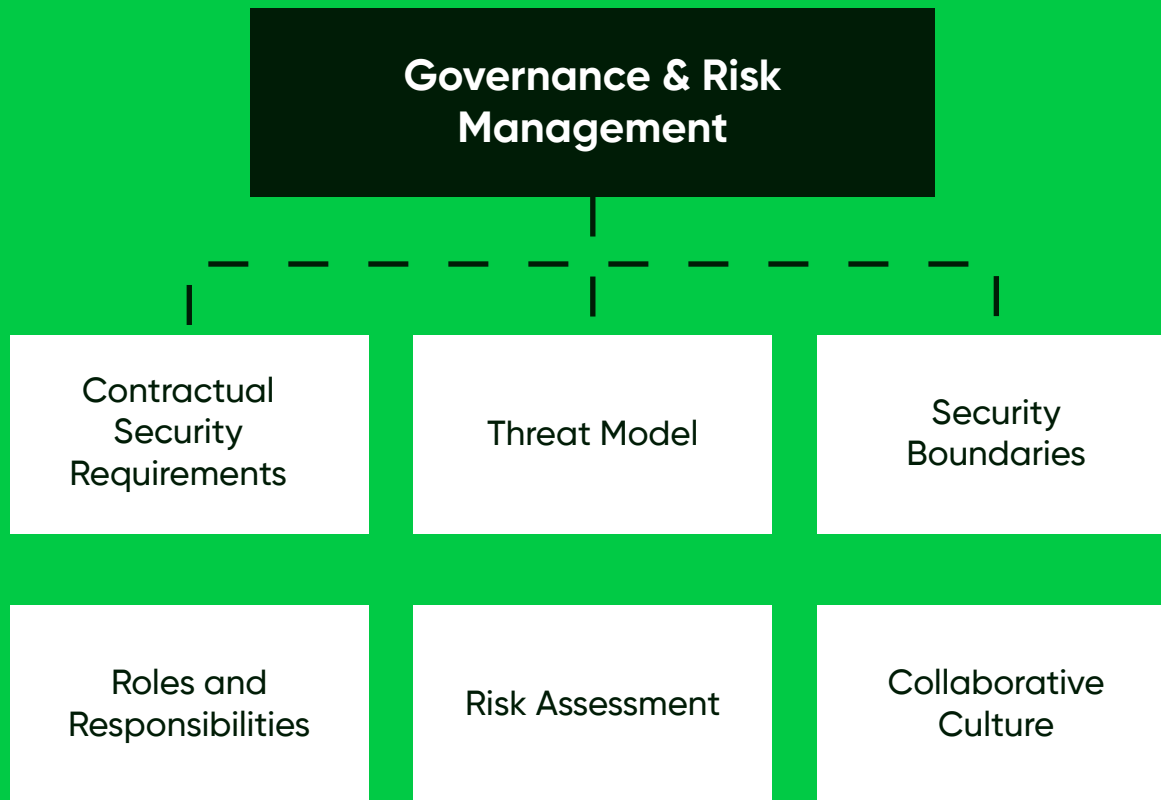 Governance & Risk
Management
Contractual
Security
Requirements
Threat Model
Security
Boundaries
Roles and
Responsibilities
Risk Assessment
Collaborative
Culture